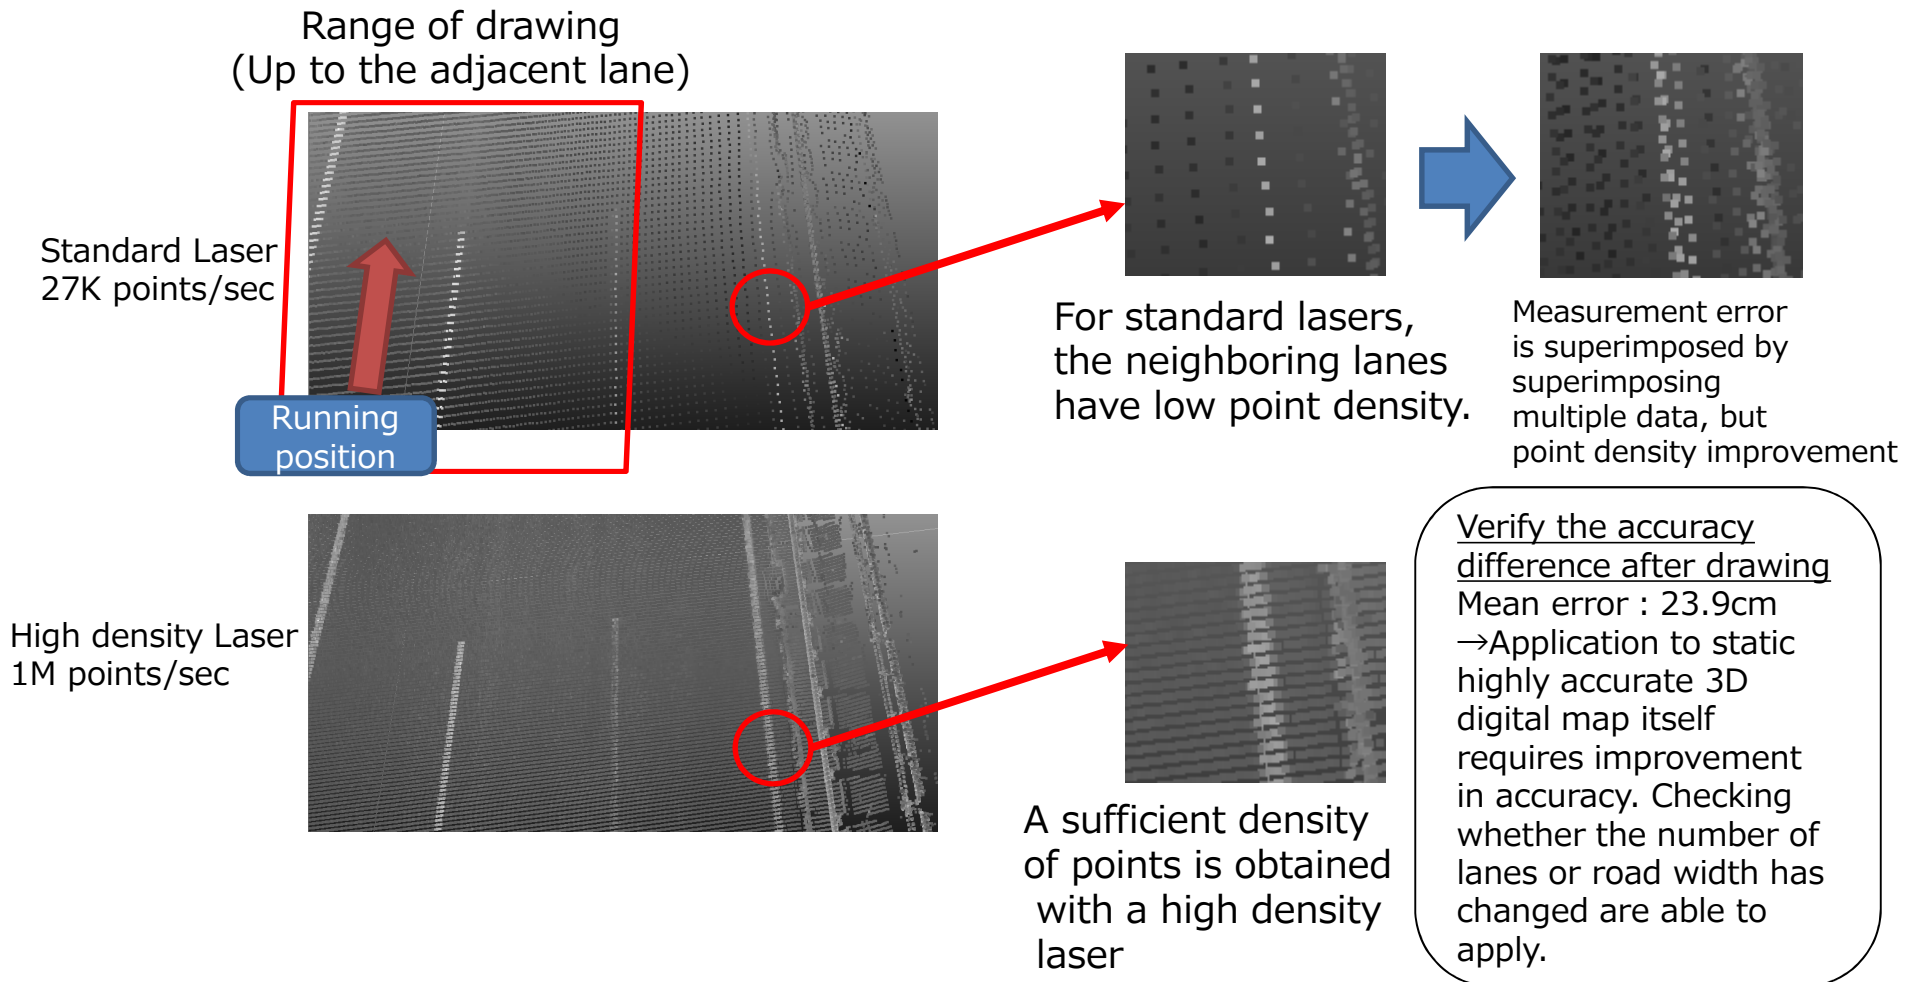 Range of drawing
(Up to the adjacent lane)
Standard Laser
27K points/sec
Running
position
For standard lasers,
the neighboring lanes
have low point density.
Measurement error
is superimposed by
superimposing
multiple data, but
point density improvement
High density Laser
1M points/sec
A sufficient density
of points is obtained
with a high density
laser
Verify the accuracy
difference after drawing
Mean error : 23.9cm
→Application to static
highly accurate 3D
digital map itself
requires improvement
in accuracy. Checking
whether the number of
lanes or road width has
changed are able to
apply.